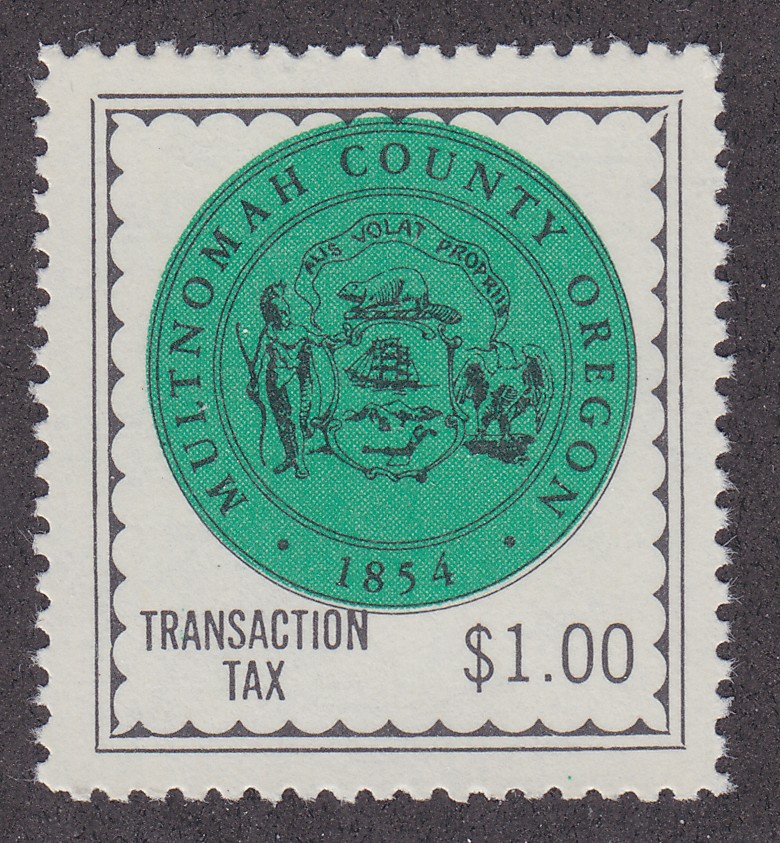 MULTNOMAH COUNTY OREGON
ALIS VOLAT PROPRIIS
• 1854 •
TRANSACTION
TAX
$1.00